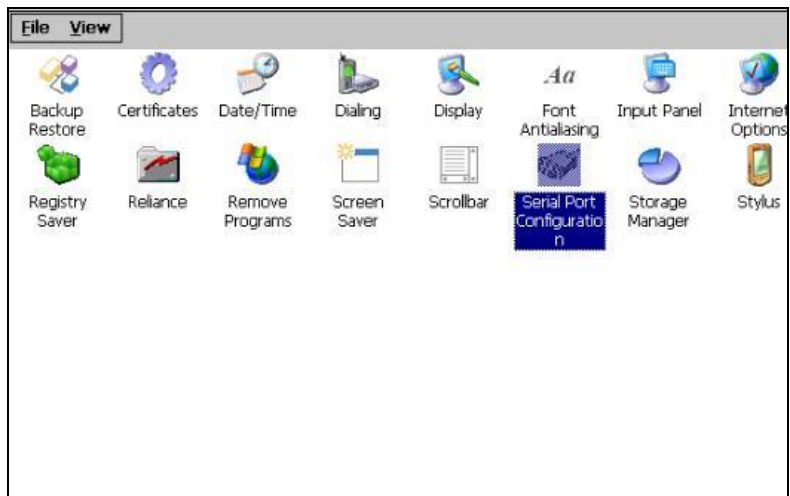 File View
Backup Certificates Date/Time Dialing Display Font Input Panel Internet
Restore Antialiasing Options
Aa
Registry Reliance Remove Screen Scrollbar Serial Port Storage Stylus
Saver Programs Saver Configuratio Manager
n